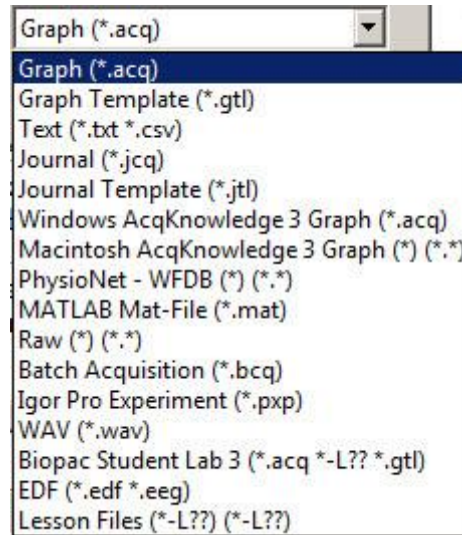 Graph (*.acq)
Graph (*.acq)
Graph Template (*.gtl)
Text (*.txt *.csv)
Journal (*.jcq)
Journal Template (*.jtl)
Windows AcqKnowledge 3 Graph (*.acq)
Macintosh AcqKnowledge 3 Graph (*) (*.*)
PhysioNet - WFDB (*) (*.*)
MATLAB Mat-File (*.mat)
Raw (*) (*.*)
Batch Acquisition (*.bcq)
Igor Pro Experiment (*.pxp)
WAV (*.wav)
Biopac Student Lab 3 (*.acq *-L?? *.gtl)
EDF (*.edf *.eeg)
Lesson Files (*-L??) (*-L??)